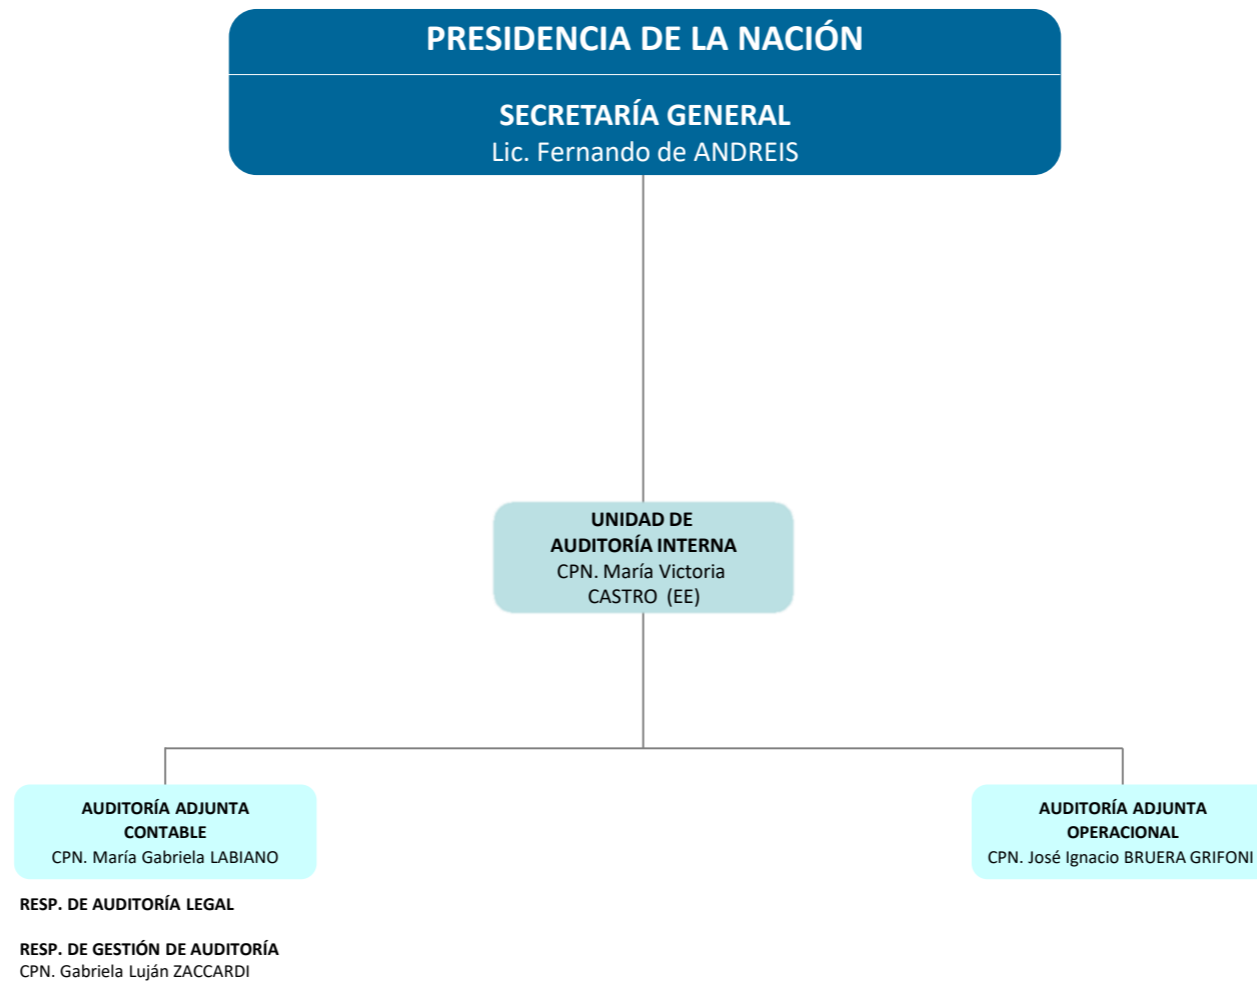 PRESIDENCIA DE LA NACIÓN
SECRETARÍA GENERAL
Lic. Fernando de ANDREIS
UNIDAD DE
AUDITORÍA INTERNA
CPN. María Victoria
CASTRO (EE)
AUDITORÍA ADJUNTA
CONTABLE
CPN. María Gabriela LABIANO
AUDITORÍA ADJUNTA
OPERACIONAL
CPN. José Ignacio BRUERA GRIFONI
RESP. DE AUDITORÍA LEGAL
RESP. DE GESTIÓN DE AUDITORÍA
CPN. Gabriela Luján ZACCARDI